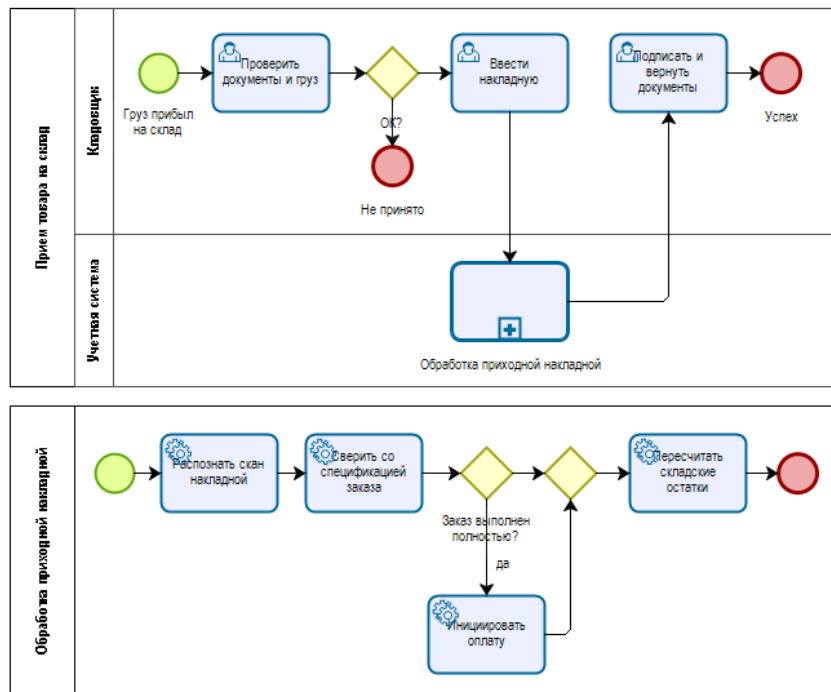 Прием товара на склад
Кладовщик
Груз прибыл
на склад
Проверить
документы и груз
ОК?
Не принято
Ввести
накладную
Подписать и
вернуть
документы
Успех
Учетная система
Обработка приходной накладной
Обработка приходной накладной
Распознать скан
накладной
Сверить со
спецификацией
заказа
Заказ выполнен
полностью?
да
Инициировать
оплату
Пересчитать
складские
остатки